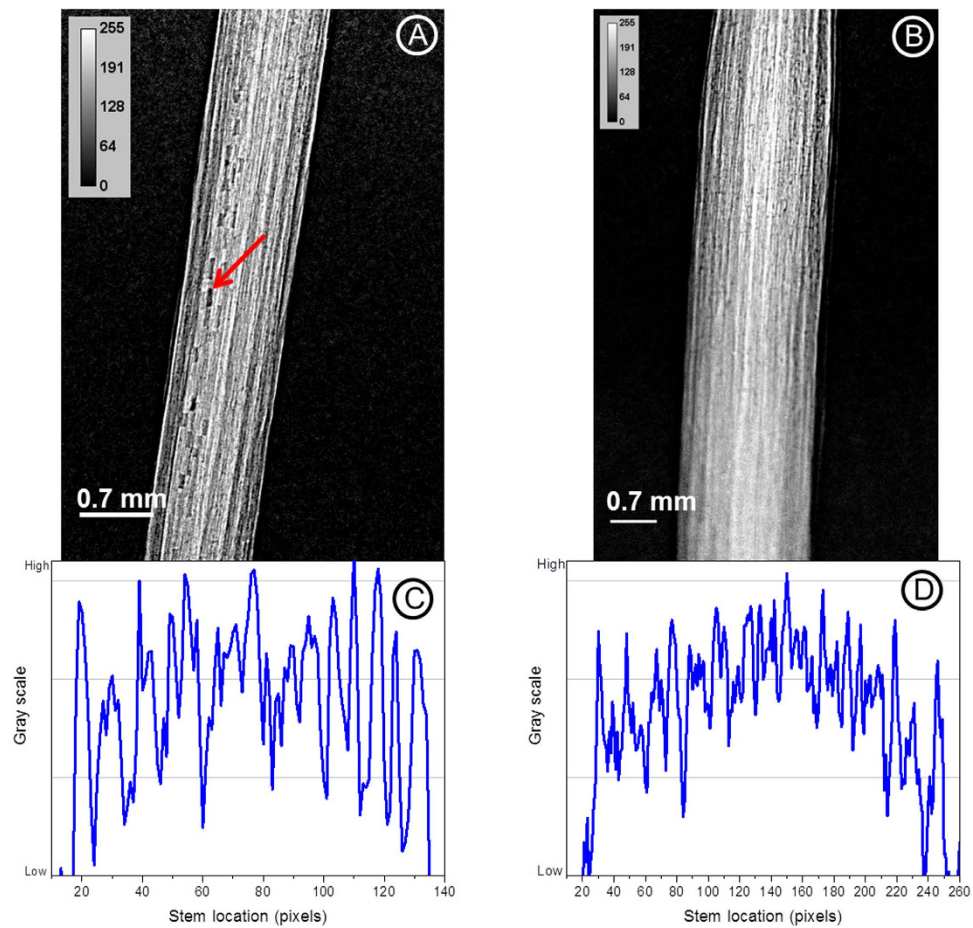 A
255
191
128
64
0
0.7 mm
B
255
191
128
64
0
0.7 mm
C
High
Gray scale
Low
20 40 60 80 100 120 140
Stem location (pixels)
D
High
Gray scale
Low
20 40 60 80 100 120 140 160 180 200 220 240 260
Stem location (pixels)